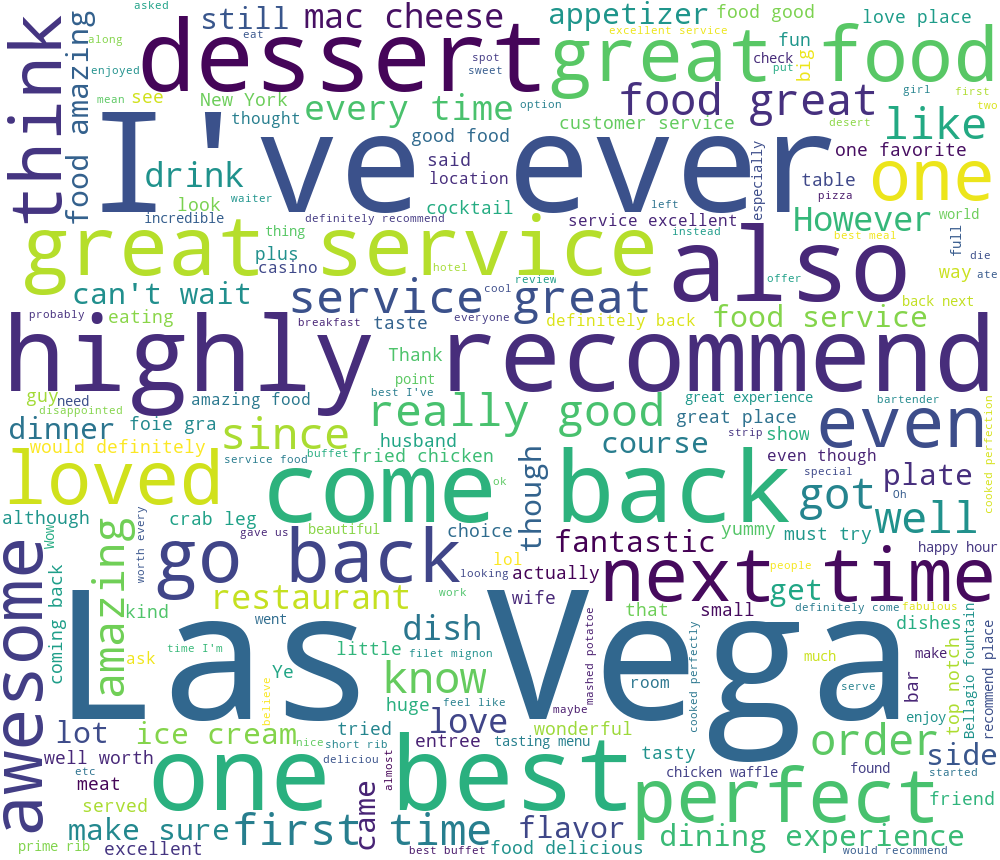 asked
still
mac cheese
appetizer
food good
love place
think
food amazing
along
eat
dessert
excellent service
great food
fun
enjoyed
spot
sweet
check
put
big
girl
first
two
mean
see
New York
thought
every time
option
food great
customer service
desert
like
I've ever
good food
said
location
especially
one favorite
one
drink
table
pizza
look
waiter
incredible
definitely recommend
cocktail
left
service excellent
However
world
great service
thing
plus
casino
hotel
instead
best meal
full
die
ate
also
offer
way
can't wait
review
cool
service great
back next
probably
eating
breakfast
taste
everyone
definitely back
food service
highly recommend
Thank
point
best I've
guy
need
disappointed
amazing food
really good
great experience
great place
bartender
even
cooked perfection
dinner
foie gra
since
husband
course
strip
show
would definitely
service food
buffet
fried chicken
though
even though
loved
come back
ok
special
got
Oh
plate
well
although
crab leg
gave us
beautiful
choice
yummy
must try
Wow
worth every
awesome
amazing
go back
lol
looking
actually
fantastic
people
happy hour
next time
coming back
kind
restaurant
work
wife
that
small
get
definitely come
fabulous
went
dish
mashed potatoe
dishes
Bellagio fountain
Las Vega
ask
time I'm
Ye
little
filet mignon
cooked perfectly
much
make
top notch
recommend place
believe
know
room
serve
bar
huge
feel like
maybe
love
enjoy
lot
ice cream
nice
tried
wonderful
order
well worth
short rib
entree
tasting menu
tasty
side
etc
meat
deliciou
almost
chicken waffle
found
started
one best
served
came
perfect
friend
make sure
first time
flavor
dining experience
prime rib
excellent
best buffet
food delicious
would recommend